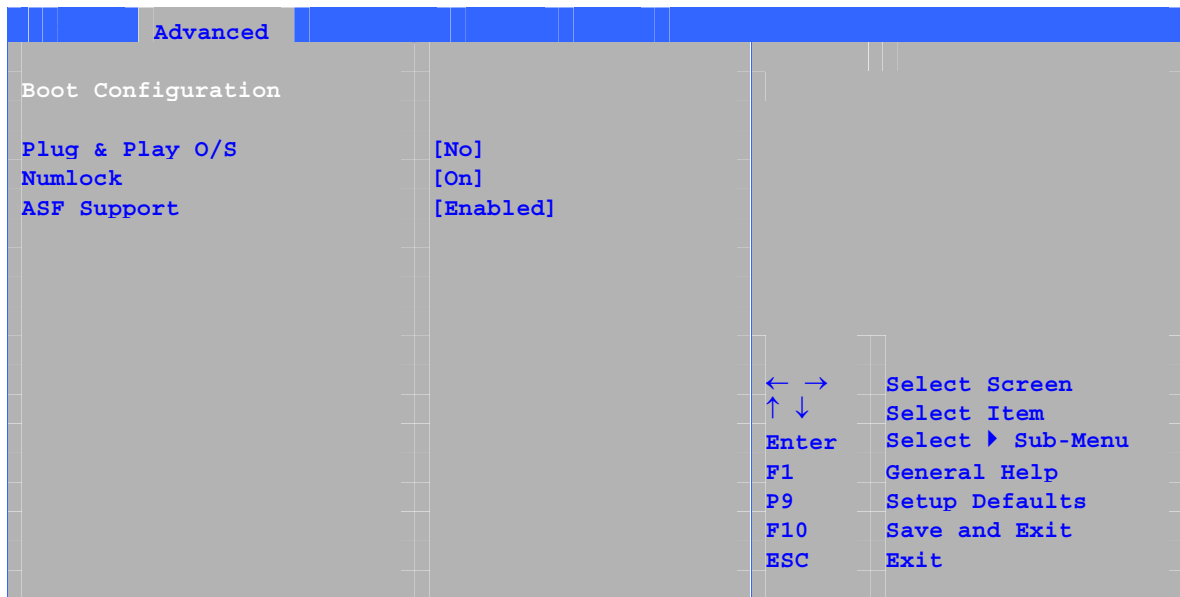 Advanced
Boot Configuration
Plug & Play O/S [No]
Numlock [On]
ASF Support [Enabled]
← → Select Screen
↑ ↓ Select Item
Enter Select ▶ Sub-Menu
F1 General Help
P9 Setup Defaults
F10 Save and Exit
ESC Exit